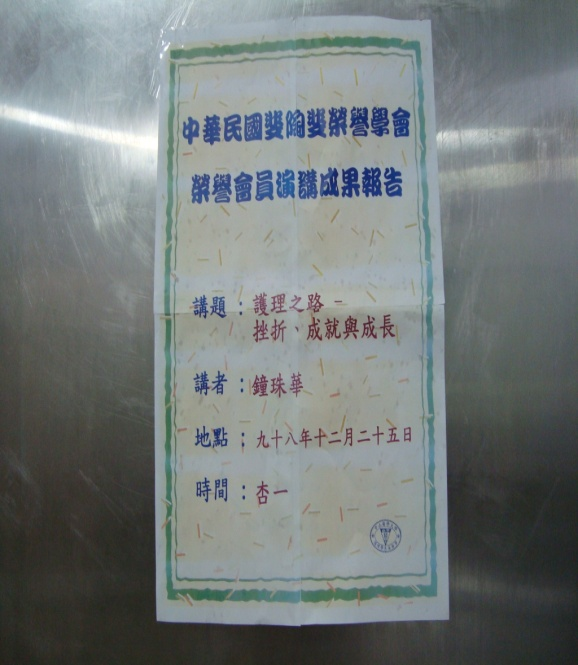 中華民國斐陶斐榮譽學會
榮譽會員演講成果報告
講題：護理之路－
挫折、成就與成長
講者：鐘珠華
地點：九十八年十二月二十五日
時間：杏一